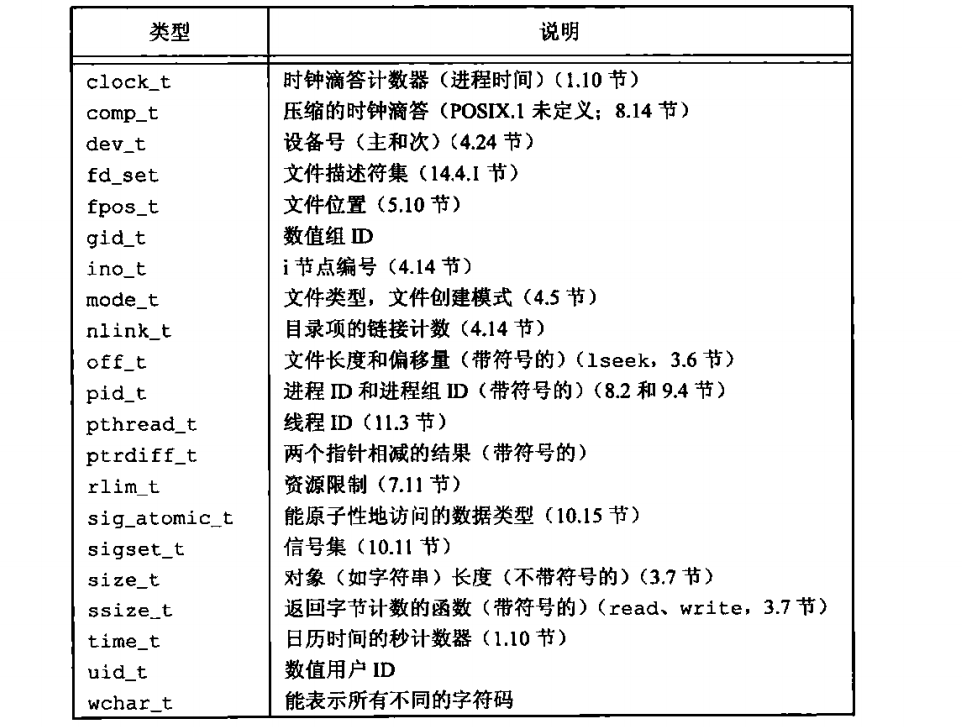 类型 说明
clock_t 时钟滴答计数器（进程时间）（1.10 节）
comp_t 压缩的时钟滴答（POSIX.1 未定义；8.14 节）
dev_t 设备号（主和次）（4.24 节）
fd_set 文件描述符集（14.4.1 节）
fpos_t 文件位置（5.10 节）
gid_t 数值组 ID
ino_t i 节点编号（4.14 节）
mode_t 文件类型，文件创建模式（4.5 节）
nlink_t 目录项的链接计数（4.14 节）
off_t 文件长度和偏移量（带符号的）（lseek，3.6 节）
pid_t 进程 ID 和进程组 ID（带符号的）（8.2 和 9.4 节）
pthread_t 线程 ID（11.3 节）
ptrdiff_t 两个指针相减的结果（带符号的）
rlim_t 资源限制（7.11 节）
sig_atomic_t 能原子性地访问的数据类型（10.15 节）
sigset_t 信号集（10.11 节）
size_t 对象（如字符串）长度（不带符号的）（3.7 节）
ssize_t 返回字节计数的函数（带符号的）（read、write，3.7 节）
time_t 日历时间的秒计数器（1.10 节）
uid_t 数值用户 ID
wchar_t 能表示所有不同的字符码